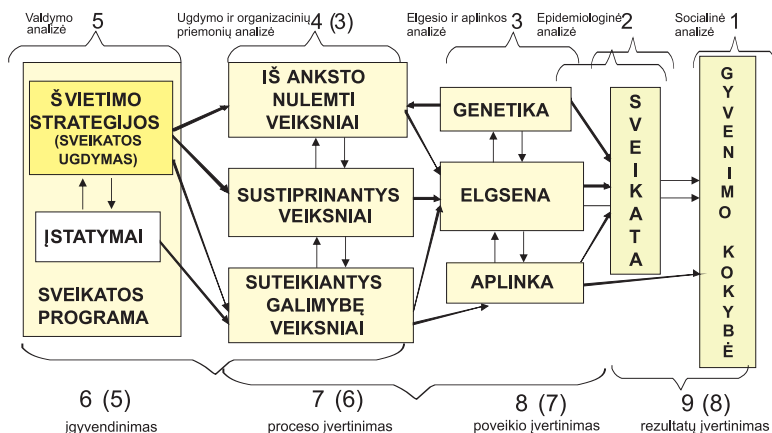 Valdymo
analizė
5
Ugdymo ir organizacinių
priemonių analizė
4 (3)
Elgesio ir aplinkos
analizė
3
Epidemiologinė
analizė
2
Socialinė
analizė
1
ŠVIETIMO
STRATEGIJOS
(SVEIKATOS
UGDYMAS)
ĮSTATYMAI
SVEIKATOS
PROGRAMA
IŠ ANKSTO
NULEMTI
VEIKSNIAI
SUSTIPRINANTYS
VEIKSNIAI
SUTEIKIANTYS
GALIMYBĘ
VEIKSNIAI
GENETIKA
ELGSENA
APLINKA
SVEIKATA
GYVENIMO KOKYBĖ
6 (5)
įgyvendinimas
7 (6)
proceso įvertinimas
8 (7)
poveikio įvertinimas
9 (8)
rezultatų įvertinimas